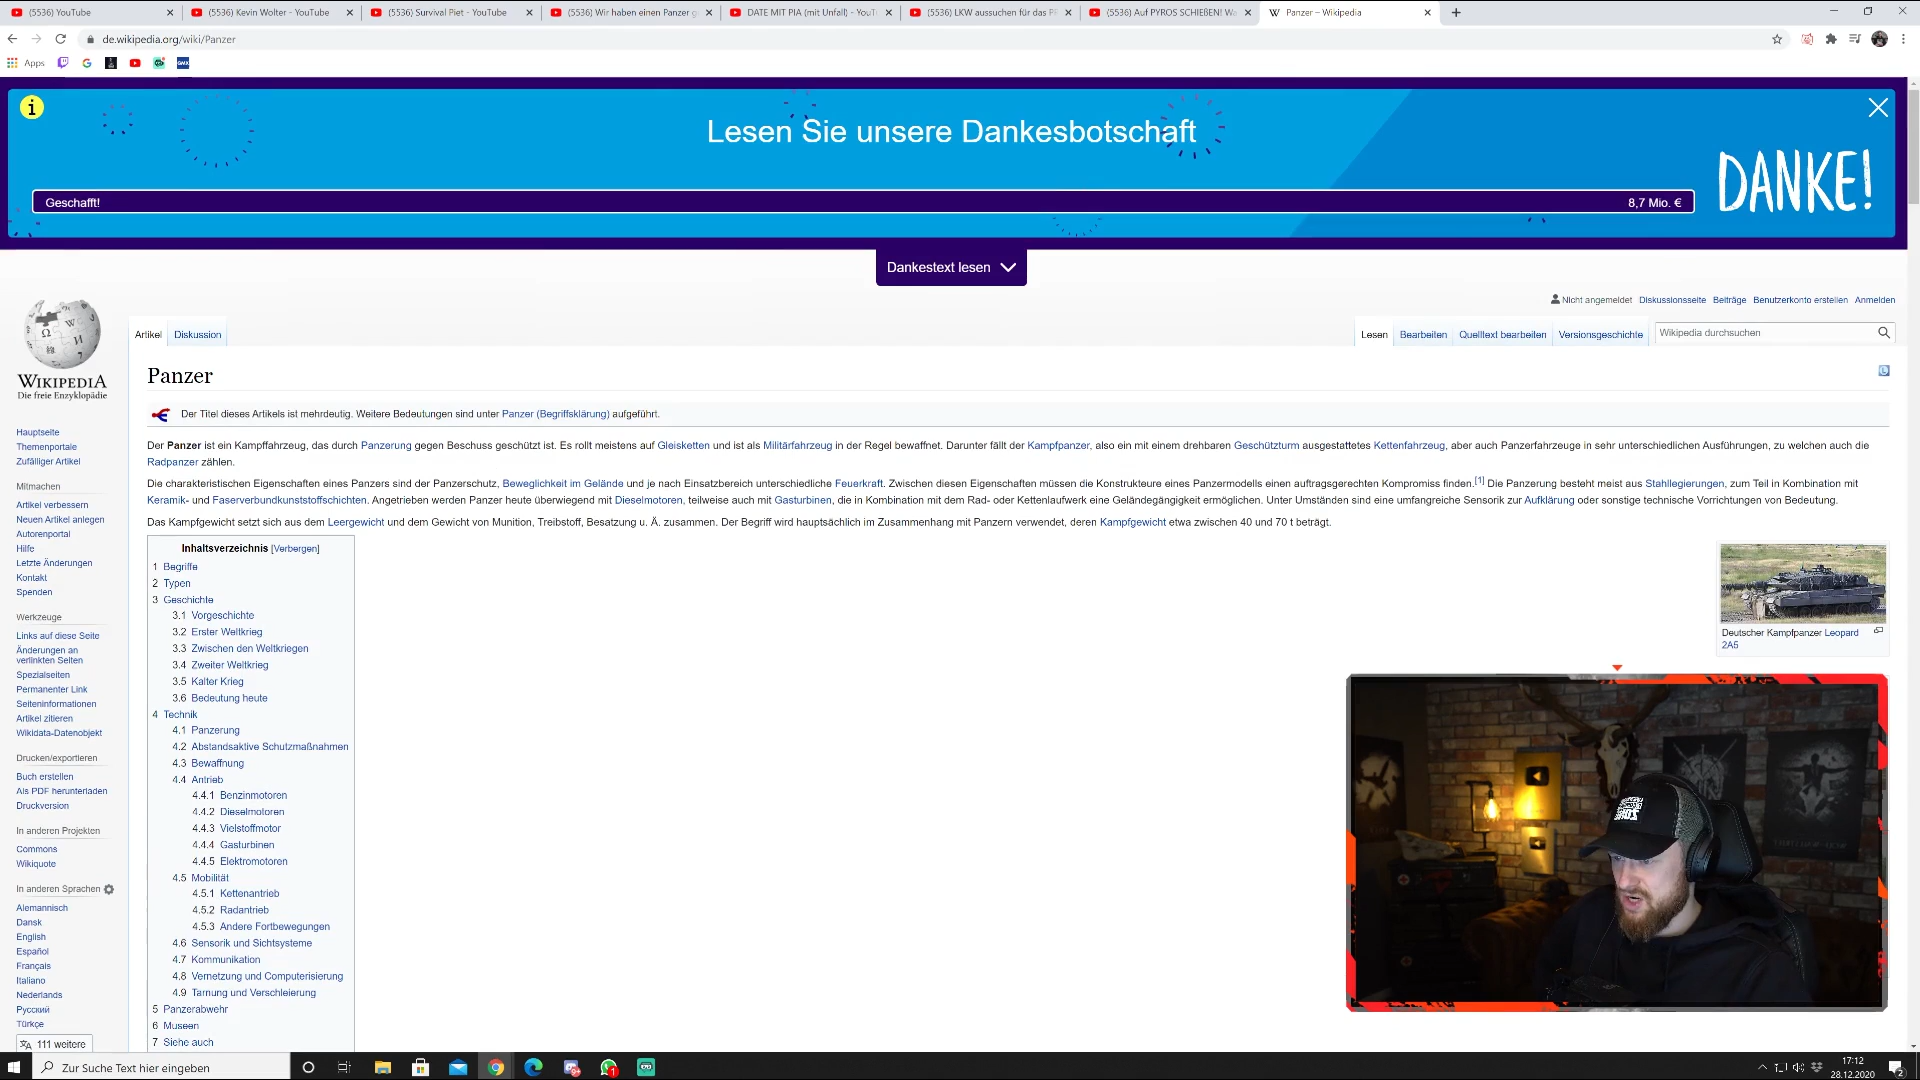 (5536) YouTube
(5536) Kevin Wolter - YouTube
(5536) Survival Piet - YouTube
(5536) Wir haben einen Panzer g
DATE MIT PIA (mit Unfall) - YouT
(5536) LKW aussuchen für das P
(5536) Auf PYROS SCHIEßEN! W
Panzer – Wikipedia
de.wikipedia.org/wiki/Panzer
Apps
Lesen Sie unsere Dankesbotschaft
DANKE!
Geschafft!
8,7 Mio. €
Dankestext lesen
Nicht angemeldet Diskussionsseite Beiträge Benutzerkonto erstellen Anmelden
Artikel Diskussion
Lesen Bearbeiten Quelltext bearbeiten Versionsgeschichte
Wikipedia durchsuchen
WIKIPEDIA
Die freie Enzyklopädie
Hauptseite
Themenportale
Zufälliger Artikel
Mitmachen
Artikel verbessern
Neuen Artikel anlegen
Autorenportal
Hilfe
Letzte Änderungen
Kontakt
Spenden
Werkzeuge
Links auf diese Seite
Änderungen an
verlinkten Seiten
Spezialseiten
Permanenter Link
Seiteninformationen
Artikel zitieren
Wikidata-Datenobjekt
Drucken/exportieren
Buch erstellen
Als PDF herunterladen
Druckversion
In anderen Projekten
Commons
Wikiquote
In anderen Sprachen
Alemannisch
Dansk
English
Español
Français
Italiano
Nederlands
Русский
Türkçe
111 weitere
Panzer
Der Titel dieses Artikels ist mehrdeutig. Weitere Bedeutungen sind unter Panzer (Begriffsklärung) aufgeführt.
Der Panzer ist ein Kampffahrzeug, das durch Panzerung gegen Beschuss geschützt ist. Es rollt meistens auf Gleisketten und ist als Militärfahrzeug in der Regel bewaffnet. Darunter fällt der Kampfpanzer, also ein mit einem drehbaren Geschützturm ausgestattetes Kettenfahrzeug, aber auch Panzerfahrzeuge in sehr unterschiedlichen Ausführungen, zu welchen auch die
Radpanzer zählen.
Die charakteristischen Eigenschaften eines Panzers sind der Panzerschutz, Beweglichkeit im Gelände und je nach Einsatzbereich unterschiedliche Feuerkraft. Zwischen diesen Eigenschaften müssen die Konstrukteure eines Panzermodells einen auftragsgerechten Kompromiss finden.[1] Die Panzerung besteht meist aus Stahllegierungen, zum Teil in Kombination mit
Keramik- und Faserverbundkunststoffschichten. Angetrieben werden Panzer heute überwiegend mit Dieselmotoren, teilweise auch mit Gasturbinen, die in Kombination mit dem Rad- oder Kettenlaufwerk eine Geländegängigkeit ermöglichen. Unter Umständen sind eine umfangreiche Sensorik zur Aufklärung oder sonstige technische Vorrichtungen von Bedeutung.
Das Kampfgewicht setzt sich aus dem Leergewicht und dem Gewicht von Munition, Treibstoff, Besatzung u. Ä. zusammen. Der Begriff wird hauptsächlich im Zusammenhang mit Panzern verwendet, deren Kampfgewicht etwa zwischen 40 und 70 t beträgt.
Inhaltsverzeichnis [Verbergen]
1 Begriffe
2 Typen
3 Geschichte
3.1 Vorgeschichte
3.2 Erster Weltkrieg
3.3 Zwischen den Weltkriegen
3.4 Zweiter Weltkrieg
3.5 Kalter Krieg
3.6 Bedeutung heute
4 Technik
4.1 Panzerung
4.2 Abstandsaktive Schutzmaßnahmen
4.3 Bewaffnung
4.4 Antrieb
4.4.1 Benzinmotoren
4.4.2 Dieselmotoren
4.4.3 Vielstoffmotor
4.4.4 Gasturbinen
4.4.5 Elektromotoren
4.5 Mobilität
4.5.1 Kettenantrieb
4.5.2 Radantrieb
4.5.3 Andere Fortbewegungen
4.6 Sensorik und Sichtsysteme
4.7 Kommunikation
4.8 Vernetzung und Computerisierung
4.9 Tarnung und Verschleierung
5 Panzerabwehr
6 Museen
7 Siehe auch
Deutscher Kampfpanzer Leopard
2A5
Zur Suche Text hier eingeben
17:12
28.12.2020